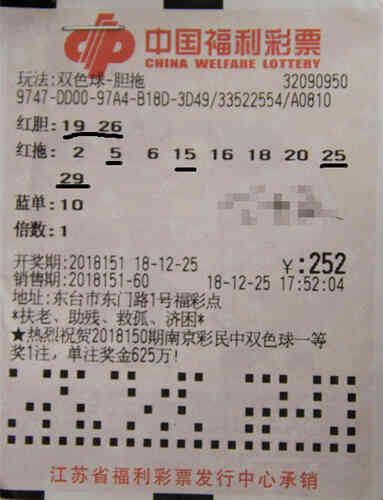 中国福利彩票
CHINA WELFARE LOTTERY
玩法:双色球-胆拖 32090950
9747-DD00-97A4-B18D-3D49/33522554/A0810
红胆: 19 26
红拖: 2 5 6 15 16 18 20 25
29
蓝单: 10
倍数: 1
开奖期:2018151 18-12-25 ¥:252
销售期:2018151-60 18-12-25 17:52:04
地址:东台市东门路1号福彩点
*扶老、助残、救孤、济困*
★热烈祝贺2018150期南京彩民中双色球一等
奖1注,单注奖金625万!
江苏省福利彩票发行中心承销